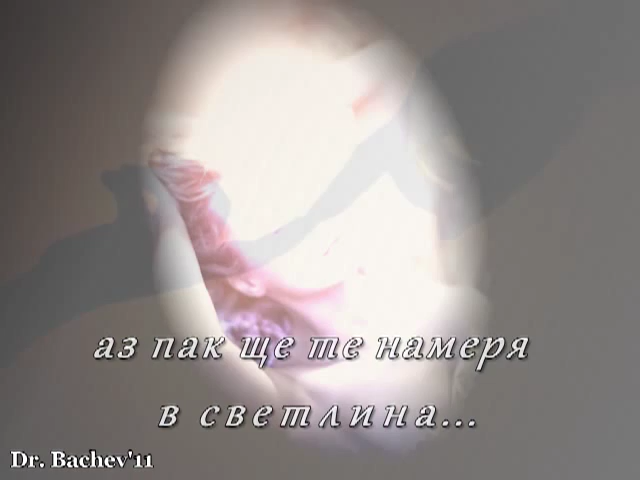 аз пак ще те намеря
в светлина...
Dr. Bachev'11